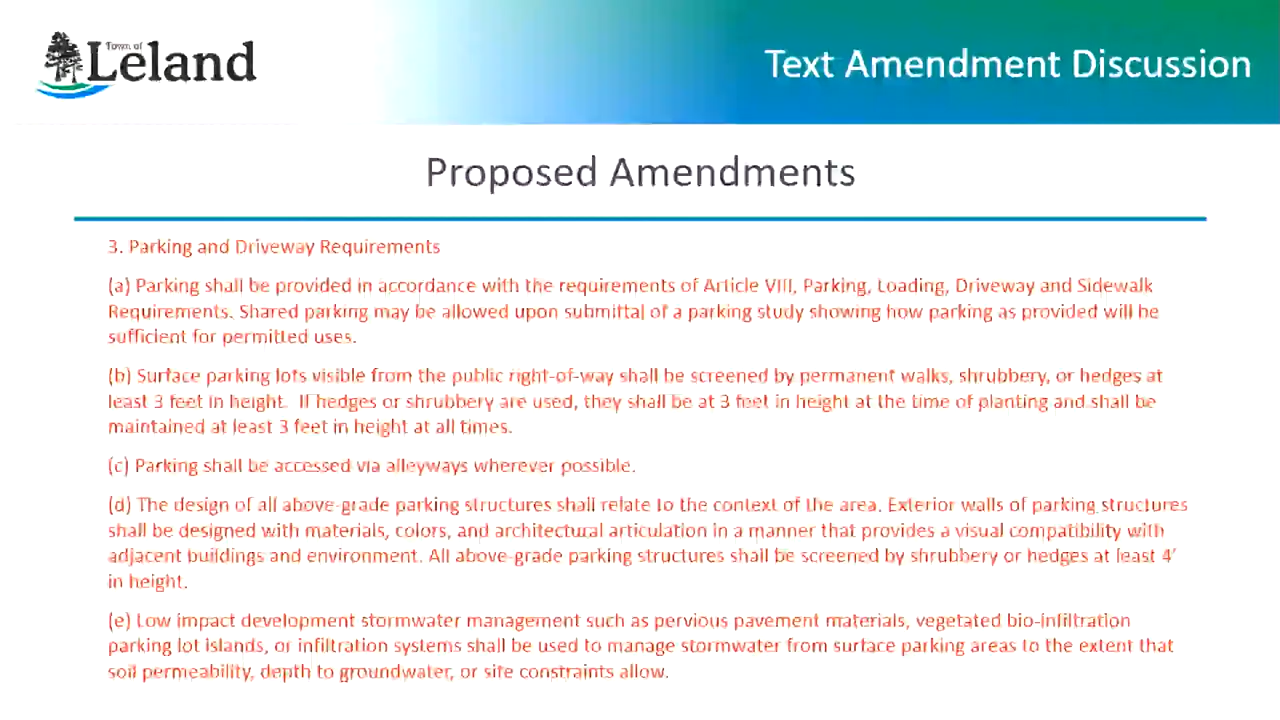 Town of
Leland
Text Amendment Discussion
Proposed Amendments
3. Parking and Driveway Requirements
(a) Parking shall be provided in accordance with the requirements of Article VIII, Parking, Loading, Driveway and Sidewalk
Requirements. Shared parking may be allowed upon submittal of a parking study showing how parking as provided will be
sufficient for permitted uses.
(b) Surface parking lots visible from the public right-of-way shall be screened by permanent walks, shrubbery, or hedges at
least 3 feet in height. If hedges or shrubbery are used, they shall be at 3 feet in height at the time of planting and shall be
maintained at least 3 feet in height at all times.
(c) Parking shall be accessed via alleyways wherever possible.
(d) The design of all above-grade parking structures shall relate to the context of the area. Exterior walls of parking structures
shall be designed with materials, colors, and architectural articulation in a manner that provides a visual compatibility with
adjacent buildings and environment. All above-grade parking structures shall be screened by shrubbery or hedges at least 4'
in height.
(e) Low impact development stormwater management such as pervious pavement materials, vegetated bio-infiltration
parking lot islands, or infiltration systems shall be used to manage stormwater from surface parking areas to the extent that
soil permeability, depth to groundwater, or site constraints allow.